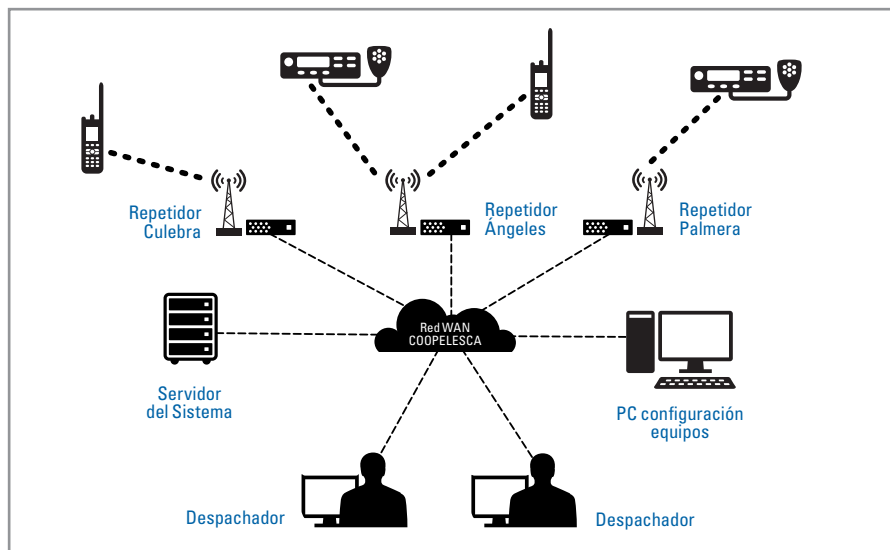 Repetidor
Culebra
Repetidor
Ángeles
Repetidor
Palmera
Red WAN
COOPELESCA
Servidor
del Sistema
PC configuración
equipos
Despachador
Despachador